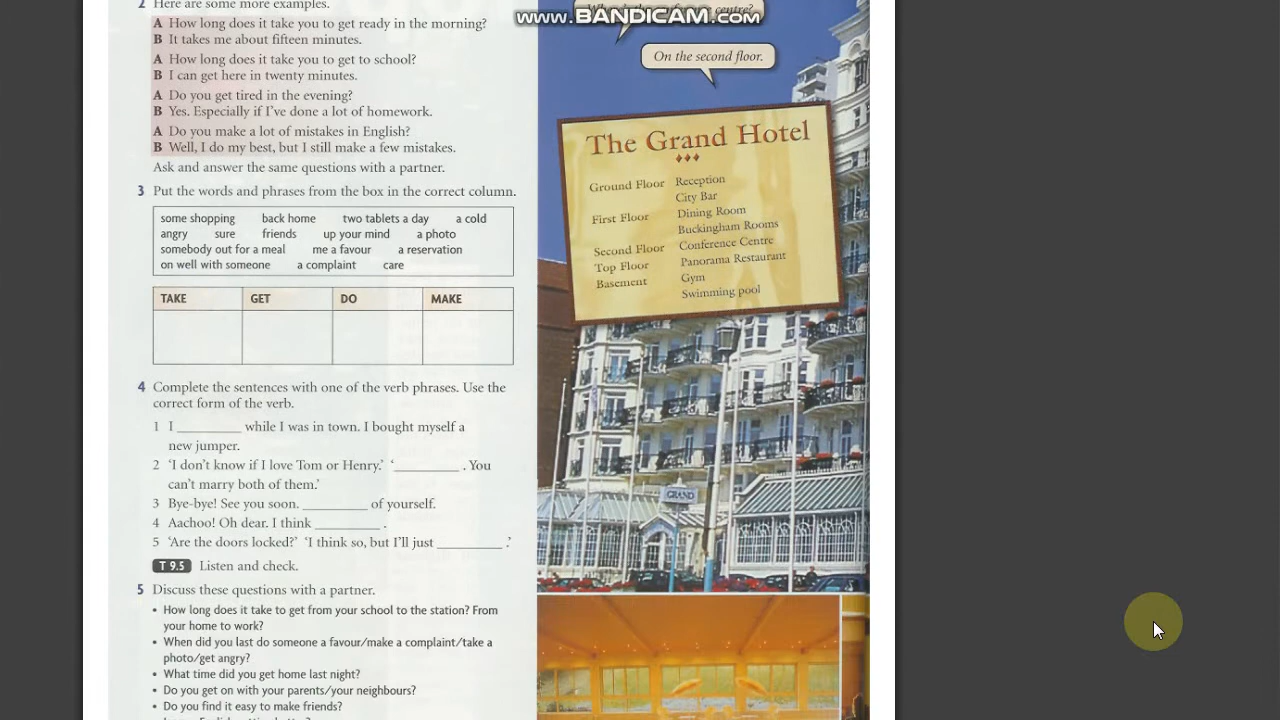 2 Here are some more examples.
A How long does it take you to get ready in the morning?
B It takes me about fifteen minutes.
A How long does it take you to get to school?
B I can get here in twenty minutes.
A Do you get tired in the evening?
B Yes. Especially if I've done a lot of homework.
A Do you make a lot of mistakes in English?
B Well, I do my best, but I still make a few mistakes.
Ask and answer the same questions with a partner.
3 Put the words and phrases from the box in the correct column.
some shopping back home two tablets a day a cold
angry sure friends up your mind a photo
somebody out for a meal me a favour a reservation
on well with someone a complaint care
TAKE GET DO MAKE
4 Complete the sentences with one of the verb phrases. Use the
correct form of the verb.
1 I ________ while I was in town. I bought myself a
new jumper.
2 'I don't know if I love Tom or Henry.' '________ . You
can't marry both of them.'
3 Bye-bye! See you soon. ________ of yourself.
4 Aachoo! Oh dear. I think ________ .
5 'Are the doors locked?' 'I think so, but I'll just ________ .'
T 9.5 Listen and check.
5 Discuss these questions with a partner.
• How long does it take to get from your school to the station? From
your home to work?
• When did you last do someone a favour/make a complaint/take a
photo/get angry?
• What time did you get home last night?
• Do you get on with your parents/your neighbours?
• Do you find it easy to make friends?
www.BANDICAM.com
centre?
On the second floor.
The Grand Hotel
Ground Floor Reception
City Bar
First Floor Dining Room
Buckingham Rooms
Second Floor Conference Centre
Top Floor Panorama Restaurant
Basement Gym
Swimming pool
GRAND